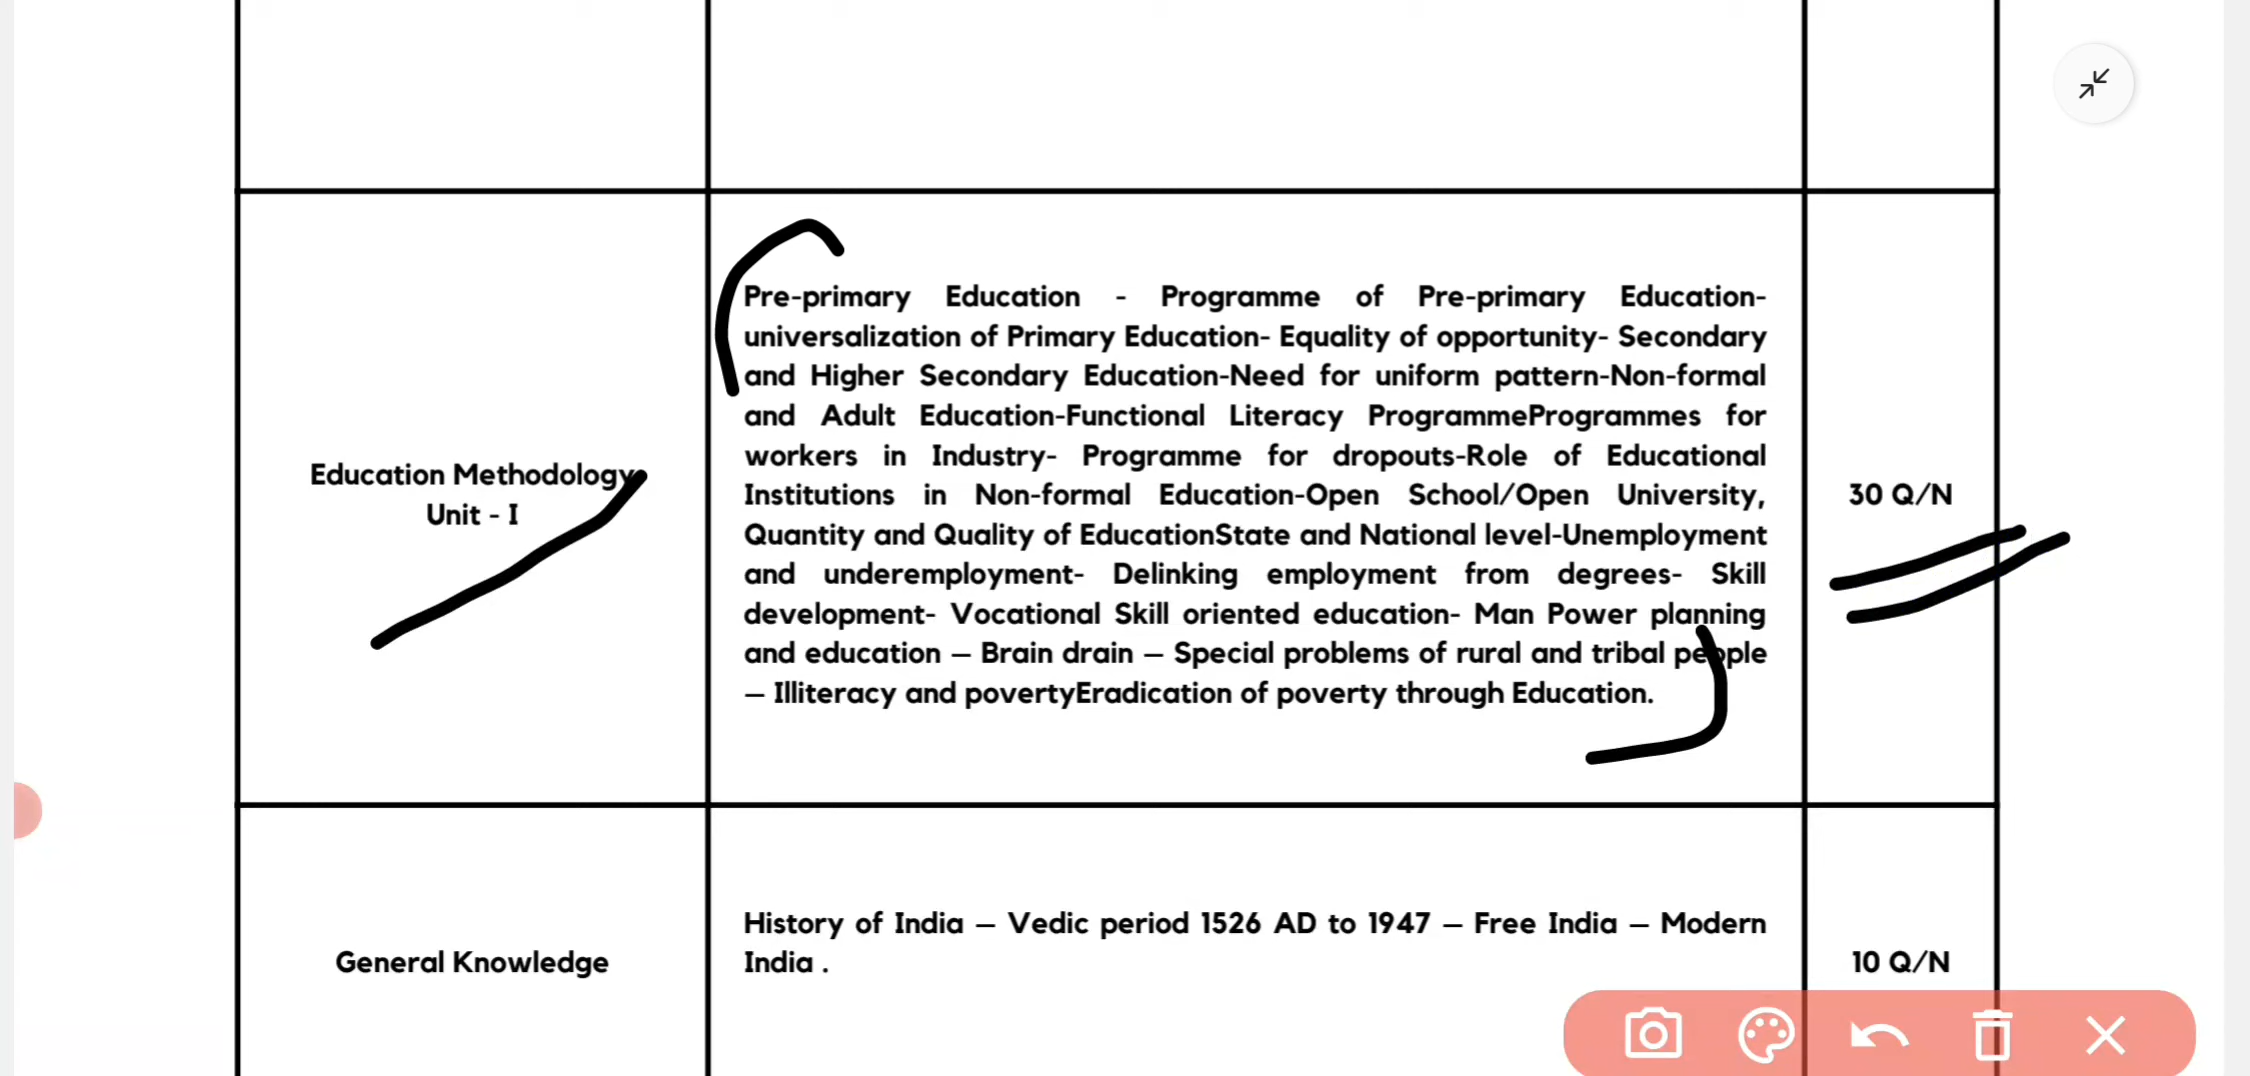 Education Methodology
Unit - I
Pre-primary Education - Programme of Pre-primary Education-
universalization of Primary Education- Equality of opportunity- Secondary
and Higher Secondary Education-Need for uniform pattern-Non-formal
and Adult Education-Functional Literacy ProgrammeProgrammes for
workers in Industry- Programme for dropouts-Role of Educational
Institutions in Non-formal Education-Open School/Open University,
Quantity and Quality of EducationState and National level-Unemployment
and underemployment- Delinking employment from degrees- Skill
development- Vocational Skill oriented education- Man Power planning
and education – Brain drain – Special problems of rural and tribal people
– Illiteracy and povertyEradication of poverty through Education.
30 Q/N
General Knowledge
History of India – Vedic period 1526 AD to 1947 – Free India – Modern
India .
10 Q/N